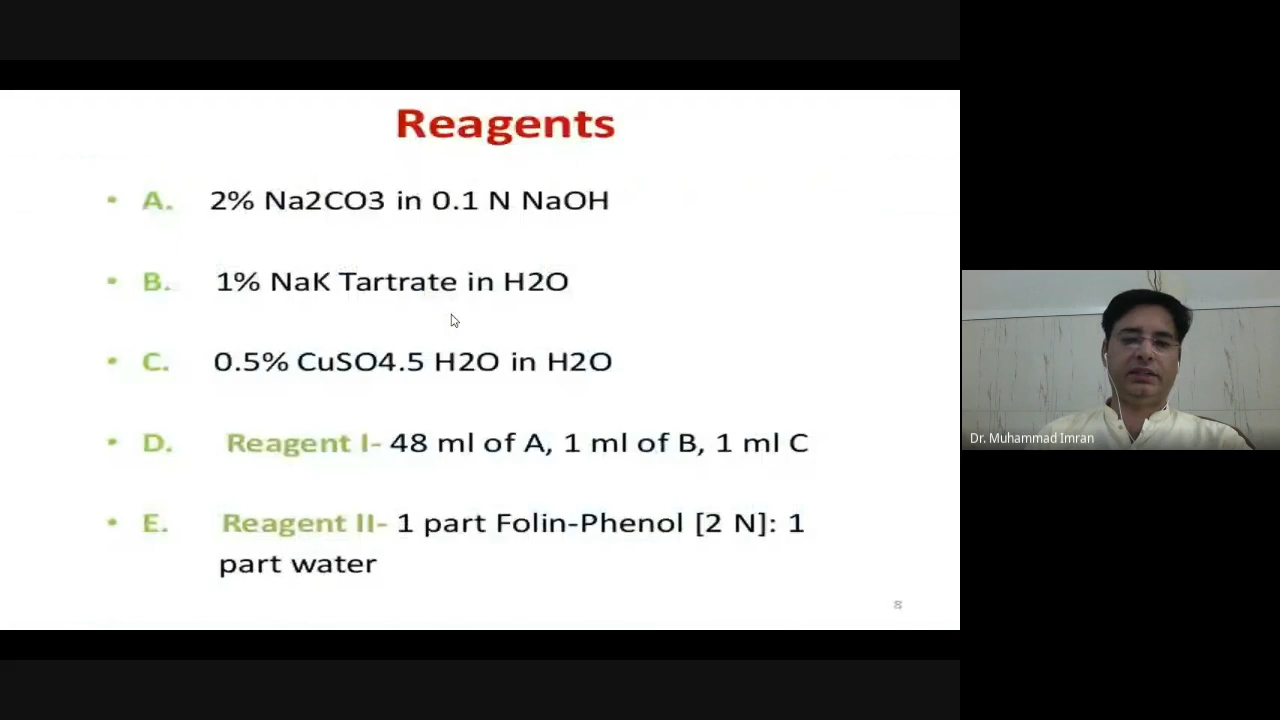 Reagents
• A. 2% Na2CO3 in 0.1 N NaOH
• B. 1% NaK Tartrate in H2O
• C. 0.5% CuSO4.5 H2O in H2O
• D. Reagent I- 48 ml of A, 1 ml of B, 1 ml C
• E. Reagent II- 1 part Folin-Phenol [2 N]: 1
part water
8
Dr. Muhammad Imran